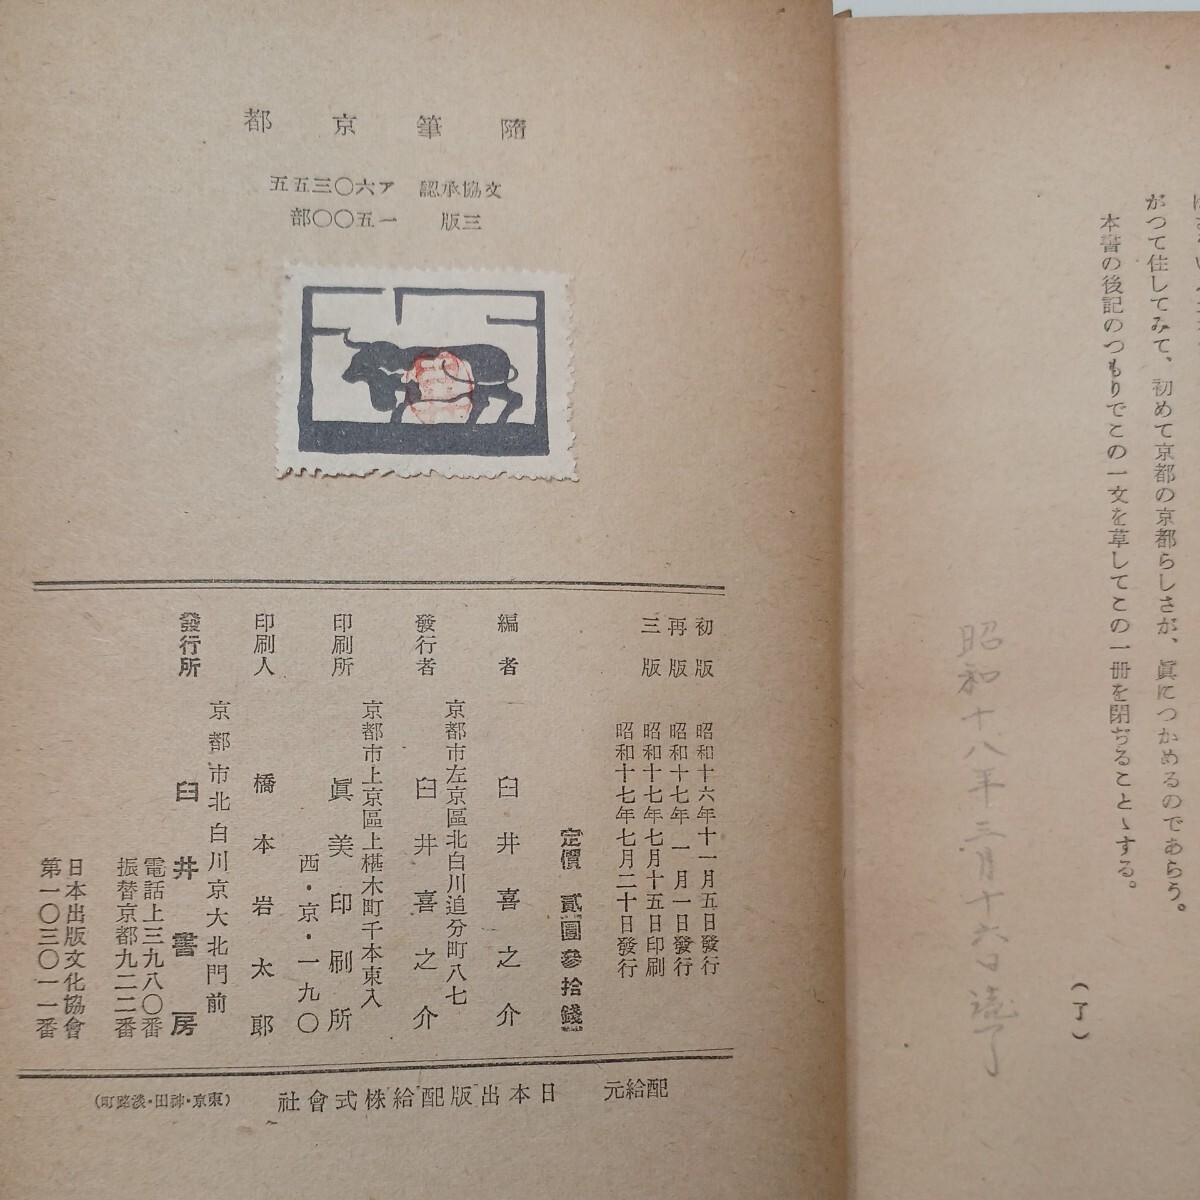 がつて住してみて、初めて京都の京都らしさが、眞につかめるのであらう。
本書の後記のつもりでこの一文を草してこの一冊を閉ぢることゝする。
(了)
昭和十八年三月十六日讀了
隨筆京都
文協承認 ア六〇三五五
三版 一五〇〇部
初版 昭和十六年十一月五日發行
再版 昭和十七年一月一日發行
三版 昭和十七年七月十五日印刷
昭和十七年七月二十日發行
定價 貳圓參拾錢
編者 臼井喜之介
京都市左京區北白川追分町八七
發行者 臼井喜之介
京都市上京區上椹木町千本東入
印刷所 眞美印刷所
西・京・一九〇
印刷人 橋本岩太郎
京都市北白川京大北門前
發行所 臼井書房
電話上三九八〇番
振替京都九二二番
日本出版文化協會
第一〇三〇一一番
配給元 日本出版配給株式會社 (東京・神田・淡路町)